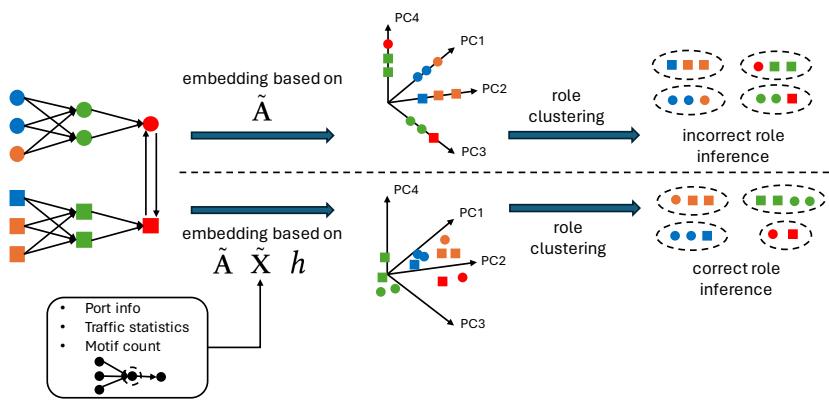 PC4
PC1
PC2
PC3
embedding based on
Ã
role
clustering
incorrect role
inference
PC4
PC1
PC2
PC3
embedding based on
Ã X̃ h
role
clustering
correct role
inference
• Port info
• Traffic statistics
• Motif count